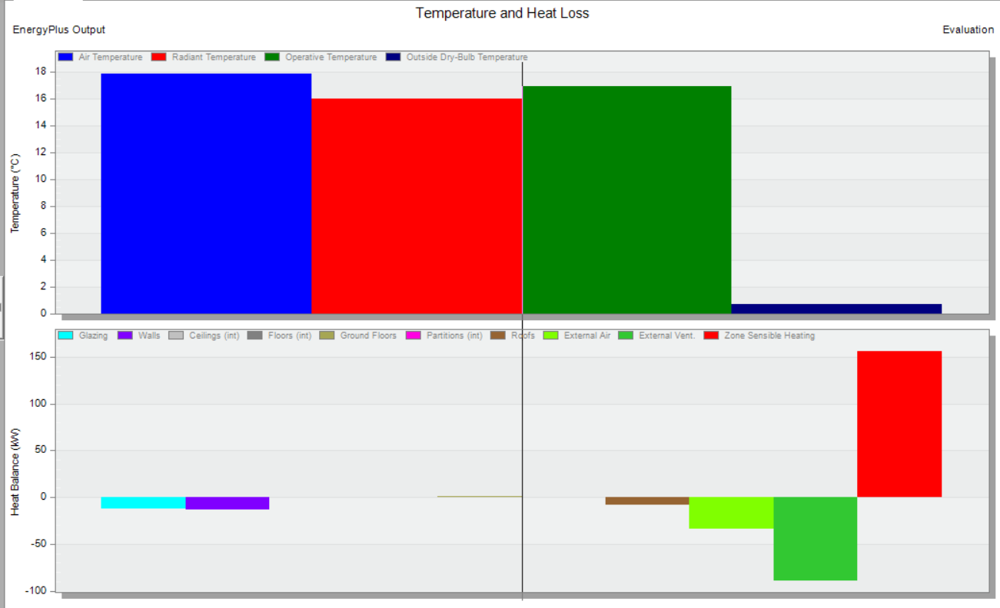 Temperature and Heat Loss
EnergyPlus Output
Evaluation
Air Temperature Radiant Temperature Operative Temperature Outside Dry-Bulb Temperature
18
16
14
12
10
8
6
4
2
0
Temperature (°C)
Glazing Walls Ceilings (int) Floors (int) Ground Floors Partitions (int) Roofs External Air External Vent. Zone Sensible Heating
150
100
50
0
-50
-100
Heat Balance (kW)